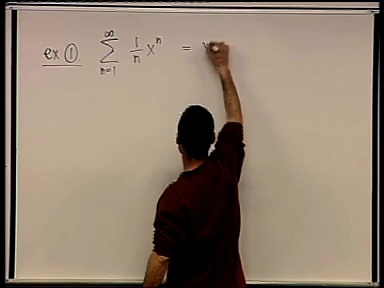 ex ①. ∞∑n=1 1/n xⁿ =